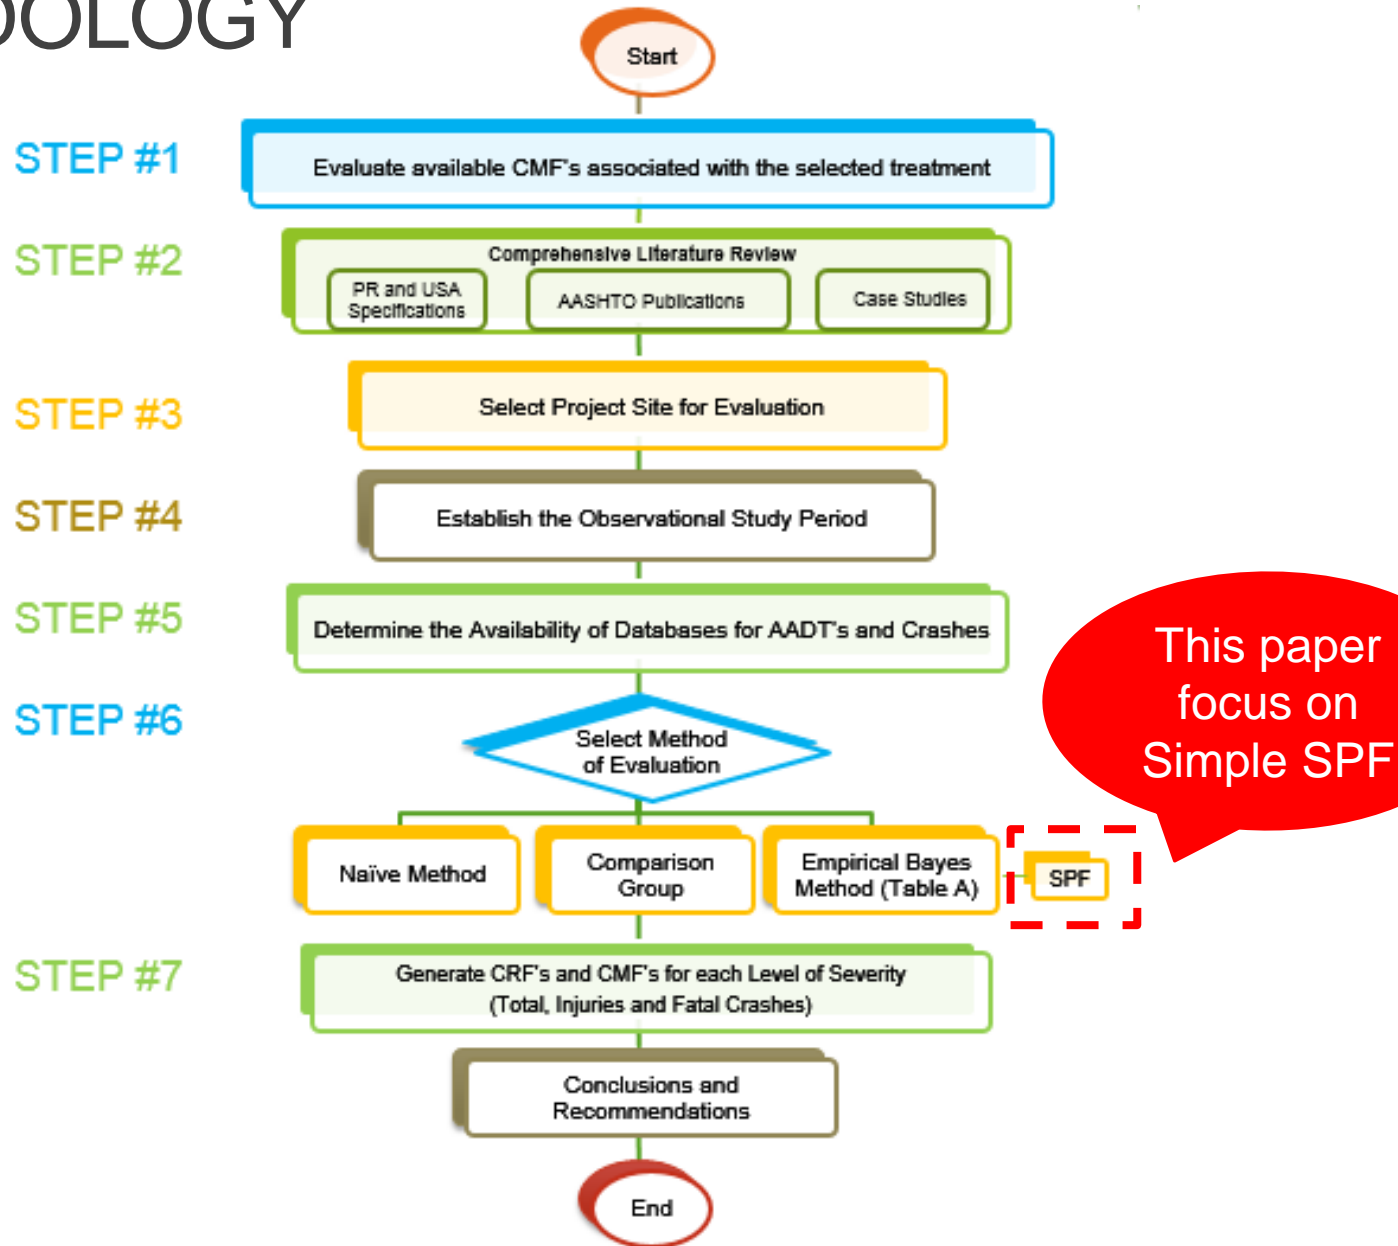 DOLOGY
Start
STEP #1
Evaluate available CMF's associated with the selected treatment
STEP #2
Comprehensive Literature Review
PR and USA
Specifications
AASHTO Publications
Case Studies
STEP #3
Select Project Site for Evaluation
STEP #4
Establish the Observational Study Period
STEP #5
Determine the Availability of Databases for AADT's and Crashes
This paper
focus on
Simple SPF
STEP #6
Select Method
of Evaluation
Naïve Method
Comparison
Group
Empirical Bayes
Method (Table A)
SPF
STEP #7
Generate CRF's and CMF's for each Level of Severity
(Total, Injuries and Fatal Crashes)
Conclusions and
Recommendations
End